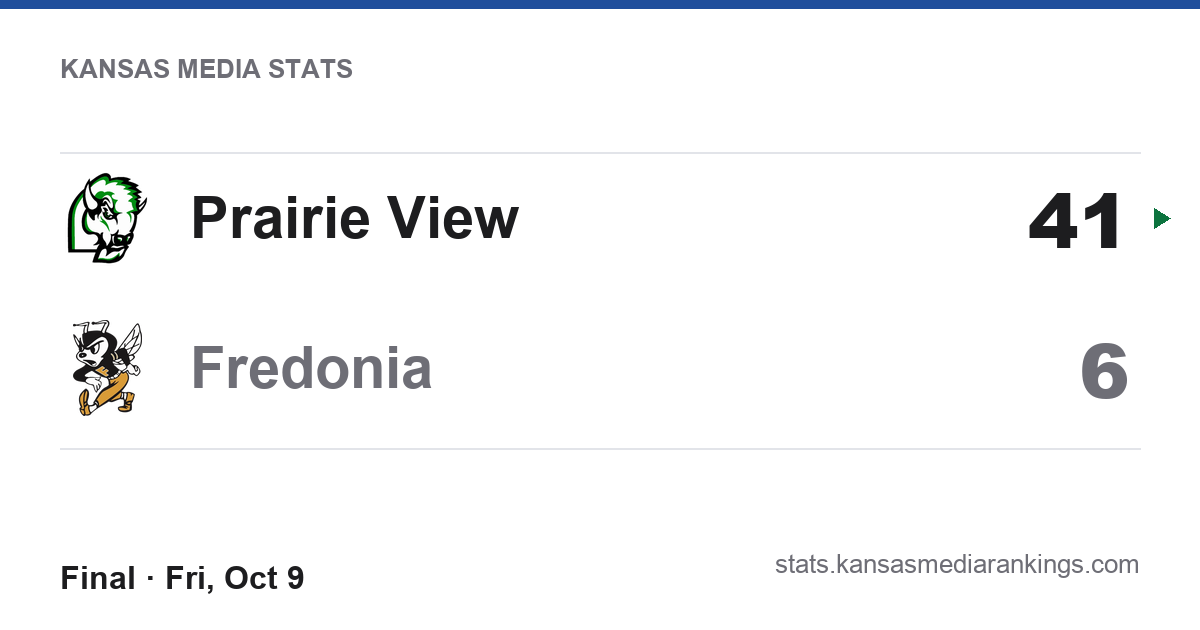 KANSAS MEDIA STATS
Prairie View 41
Fredonia 6
Final · Fri, Oct 9
stats.kansasmediarankings.com